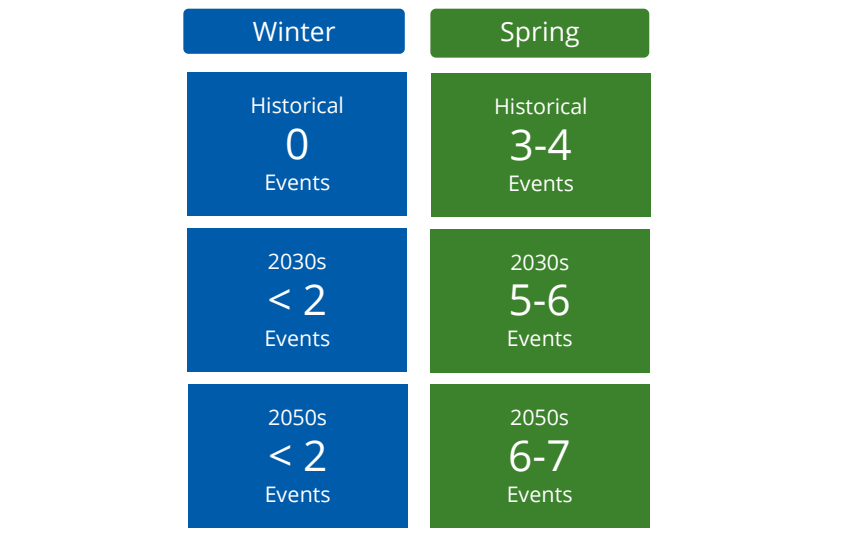 Winter
Spring
Historical
0
Events
Historical
3-4
Events
2030s
< 2
Events
2030s
5-6
Events
2050s
< 2
Events
2050s
6-7
Events